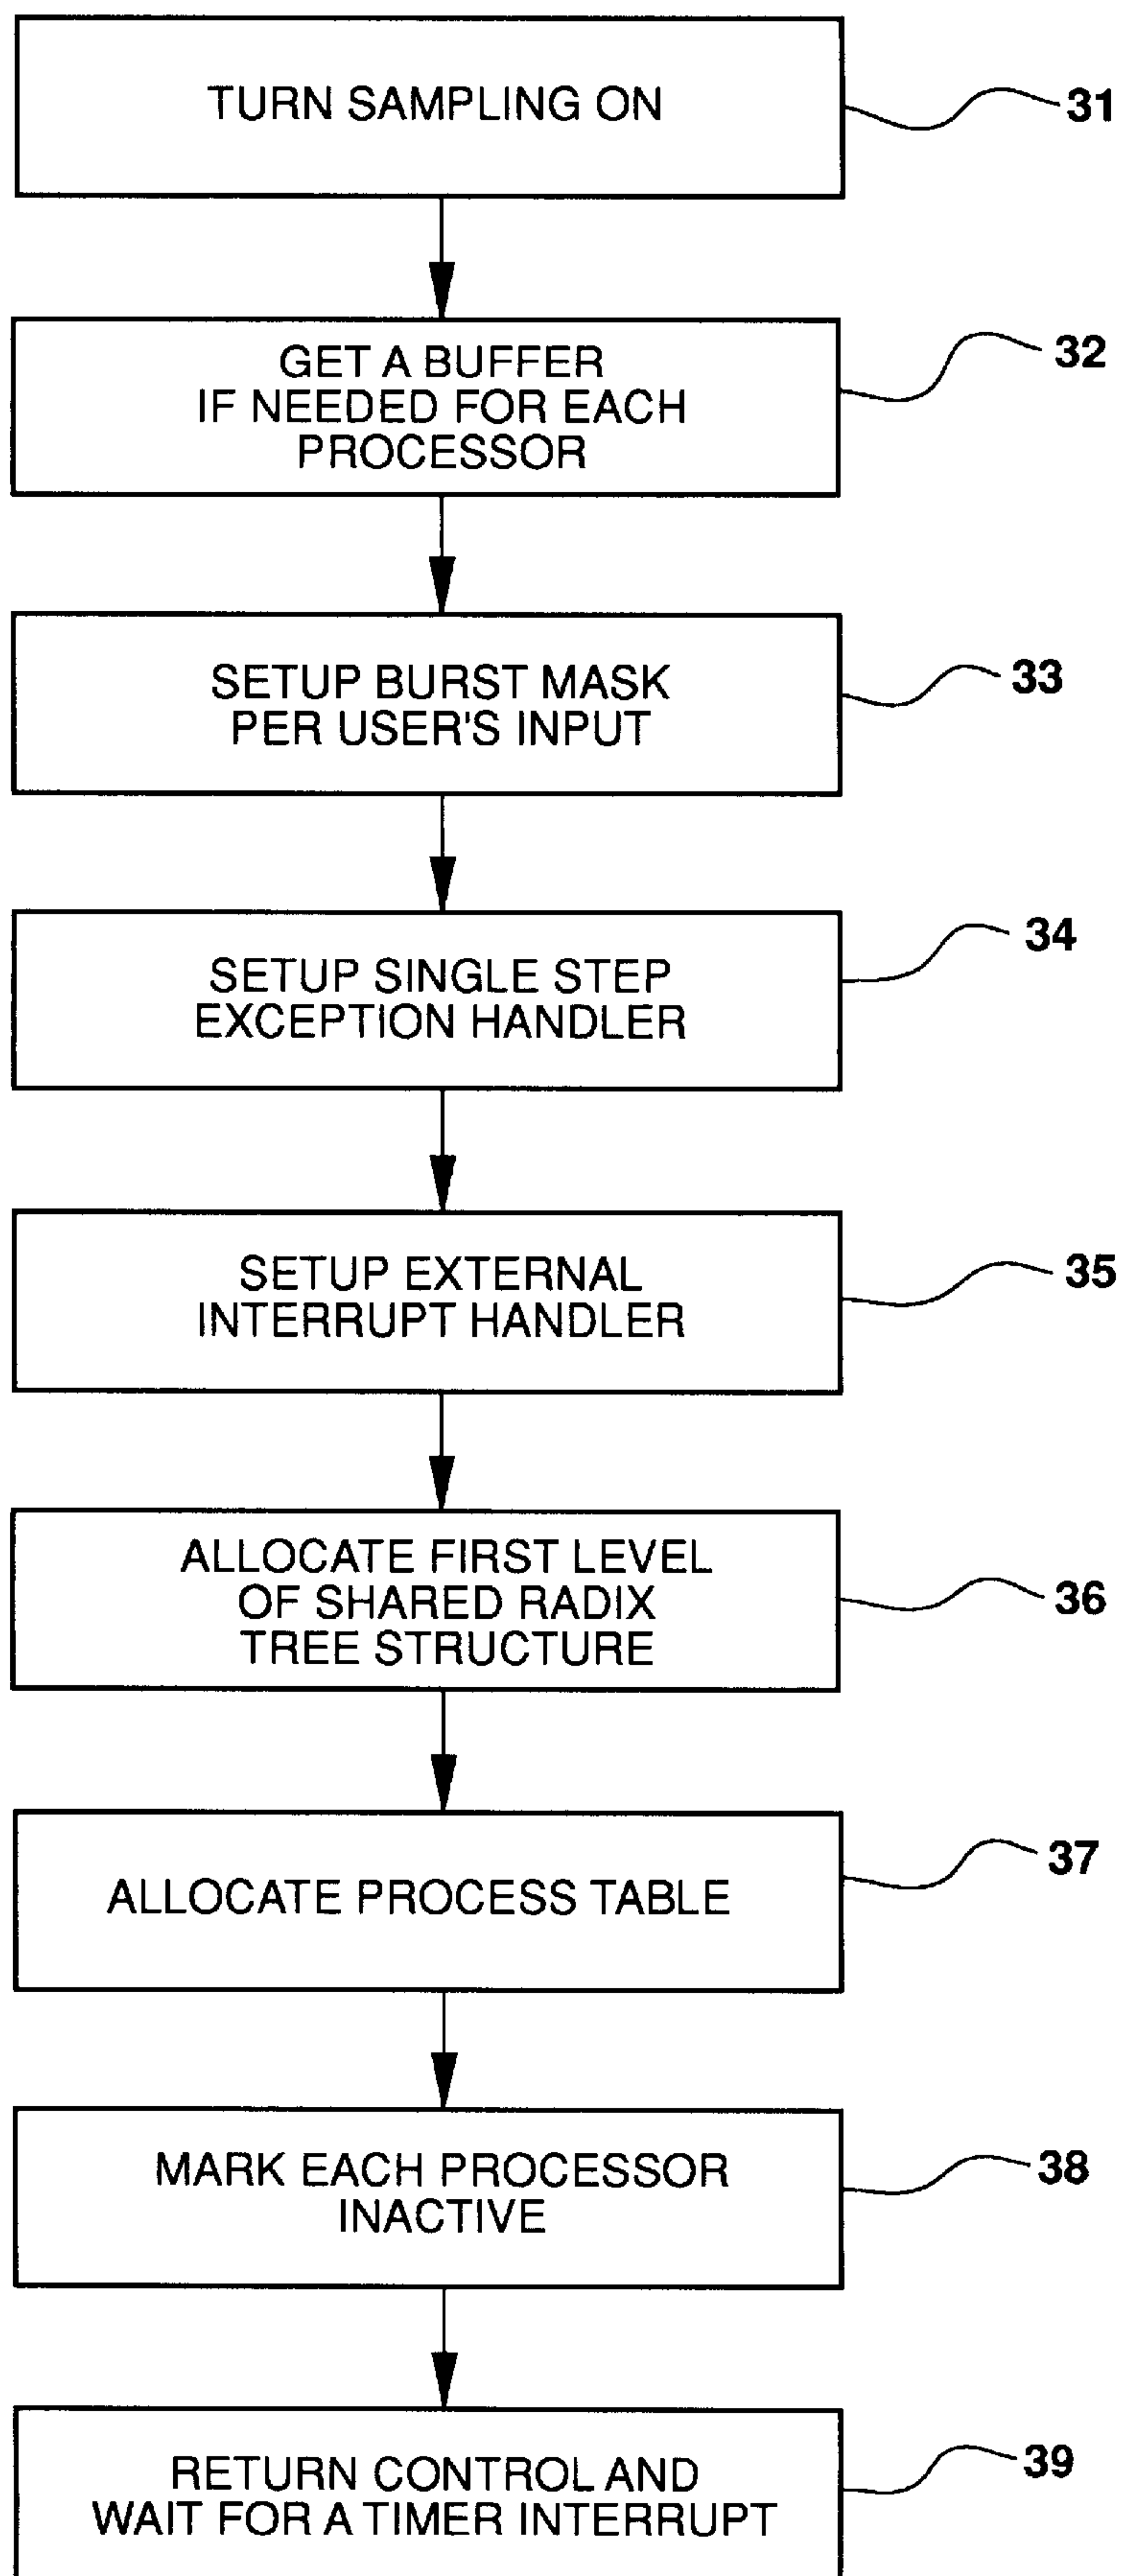 TURN SAMPLING ON
31
GET A BUFFER
IF NEEDED FOR EACH
PROCESSOR
32
SETUP BURST MASK
PER USER'S INPUT
33
SETUP SINGLE STEP
EXCEPTION HANDLER
34
SETUP EXTERNAL
INTERRUPT HANDLER
35
ALLOCATE FIRST LEVEL
OF SHARED RADIX
TREE STRUCTURE
36
ALLOCATE PROCESS TABLE
37
MARK EACH PROCESSOR
INACTIVE
38
RETURN CONTROL AND
WAIT FOR A TIMER INTERRUPT
39